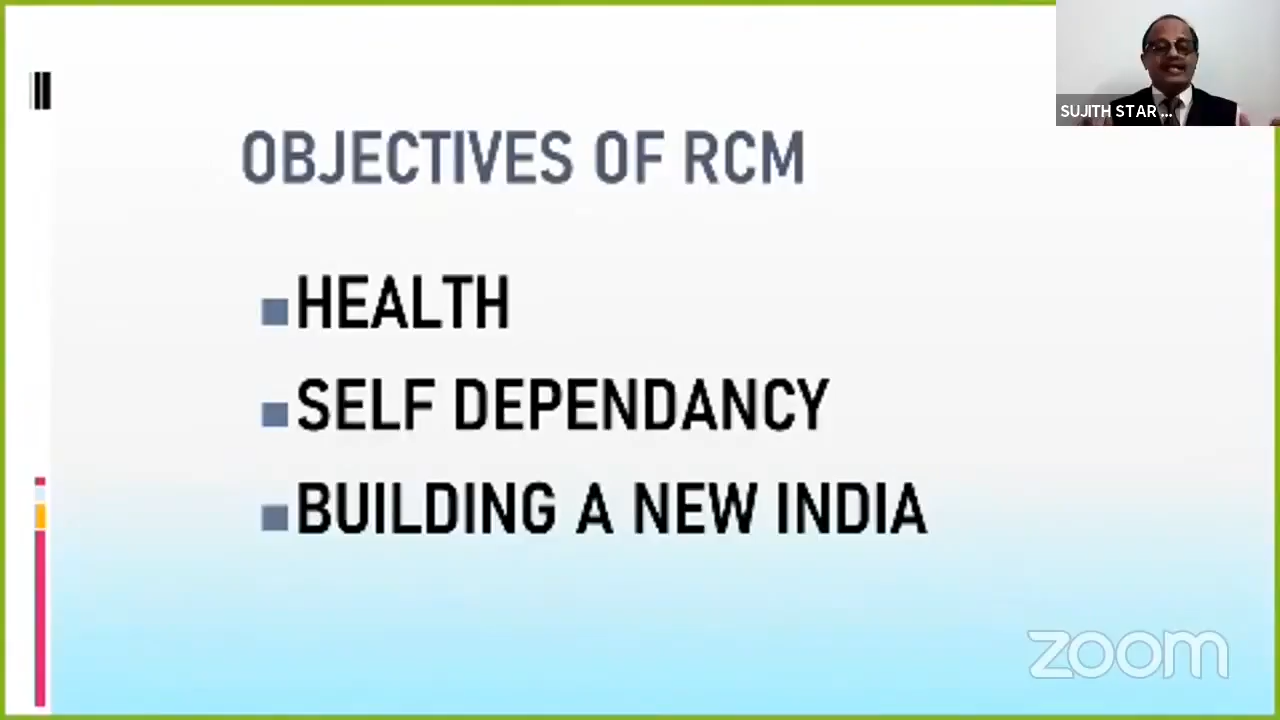 SUJITH STAR ...
OBJECTIVES OF RCM
HEALTH
SELF DEPENDANCY
BUILDING A NEW INDIA
zoom